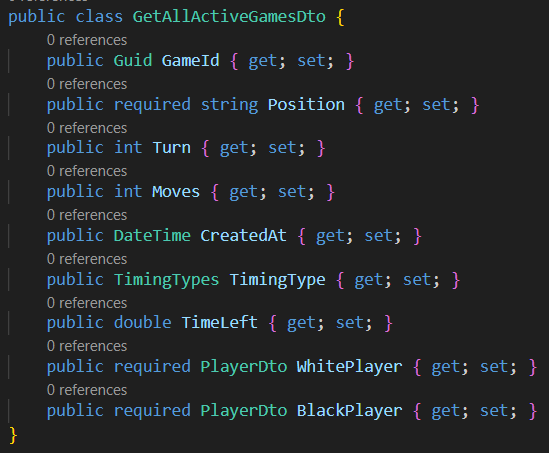 0 references
public class GetAllActiveGamesDto {
0 references
public Guid GameId { get; set; }
0 references
public required string Position { get; set; }
0 references
public int Turn { get; set; }
0 references
public int Moves { get; set; }
0 references
public DateTime CreatedAt { get; set; }
0 references
public TimingTypes TimingType { get; set; }
0 references
public double TimeLeft { get; set; }
0 references
public required PlayerDto WhitePlayer { get; set; }
0 references
public required PlayerDto BlackPlayer { get; set; }
}